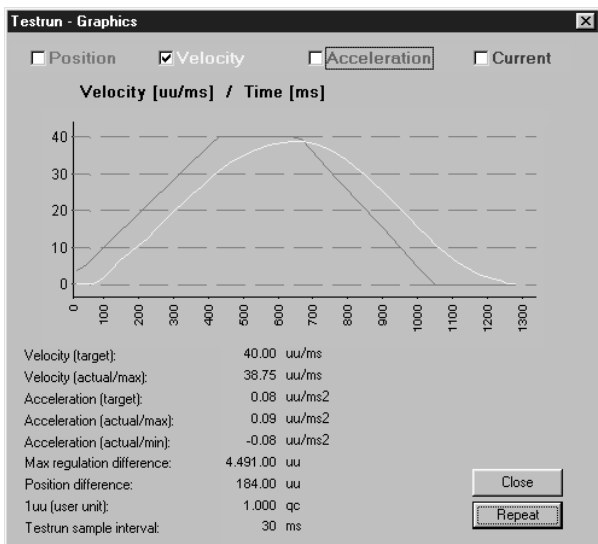 Testrun - Graphics
Position Velocity Acceleration Current
Velocity [uu/ms] / Time [ms]
40
30
20
10
0
0 100 200 300 400 500 600 700 800 900 1000 1100 1200 1300
Velocity (target): 40.00 uu/ms
Velocity (actual/max): 38.75 uu/ms
Acceleration (target): 0.08 uu/ms2
Acceleration (actual/max): 0.09 uu/ms2
Acceleration (actual/min): -0.08 uu/ms2
Max regulation difference: 4.491.00 uu
Position difference: 184.00 uu
1uu (user unit): 1.000 qc
Testrun sample interval: 30 ms
Close
Repeat